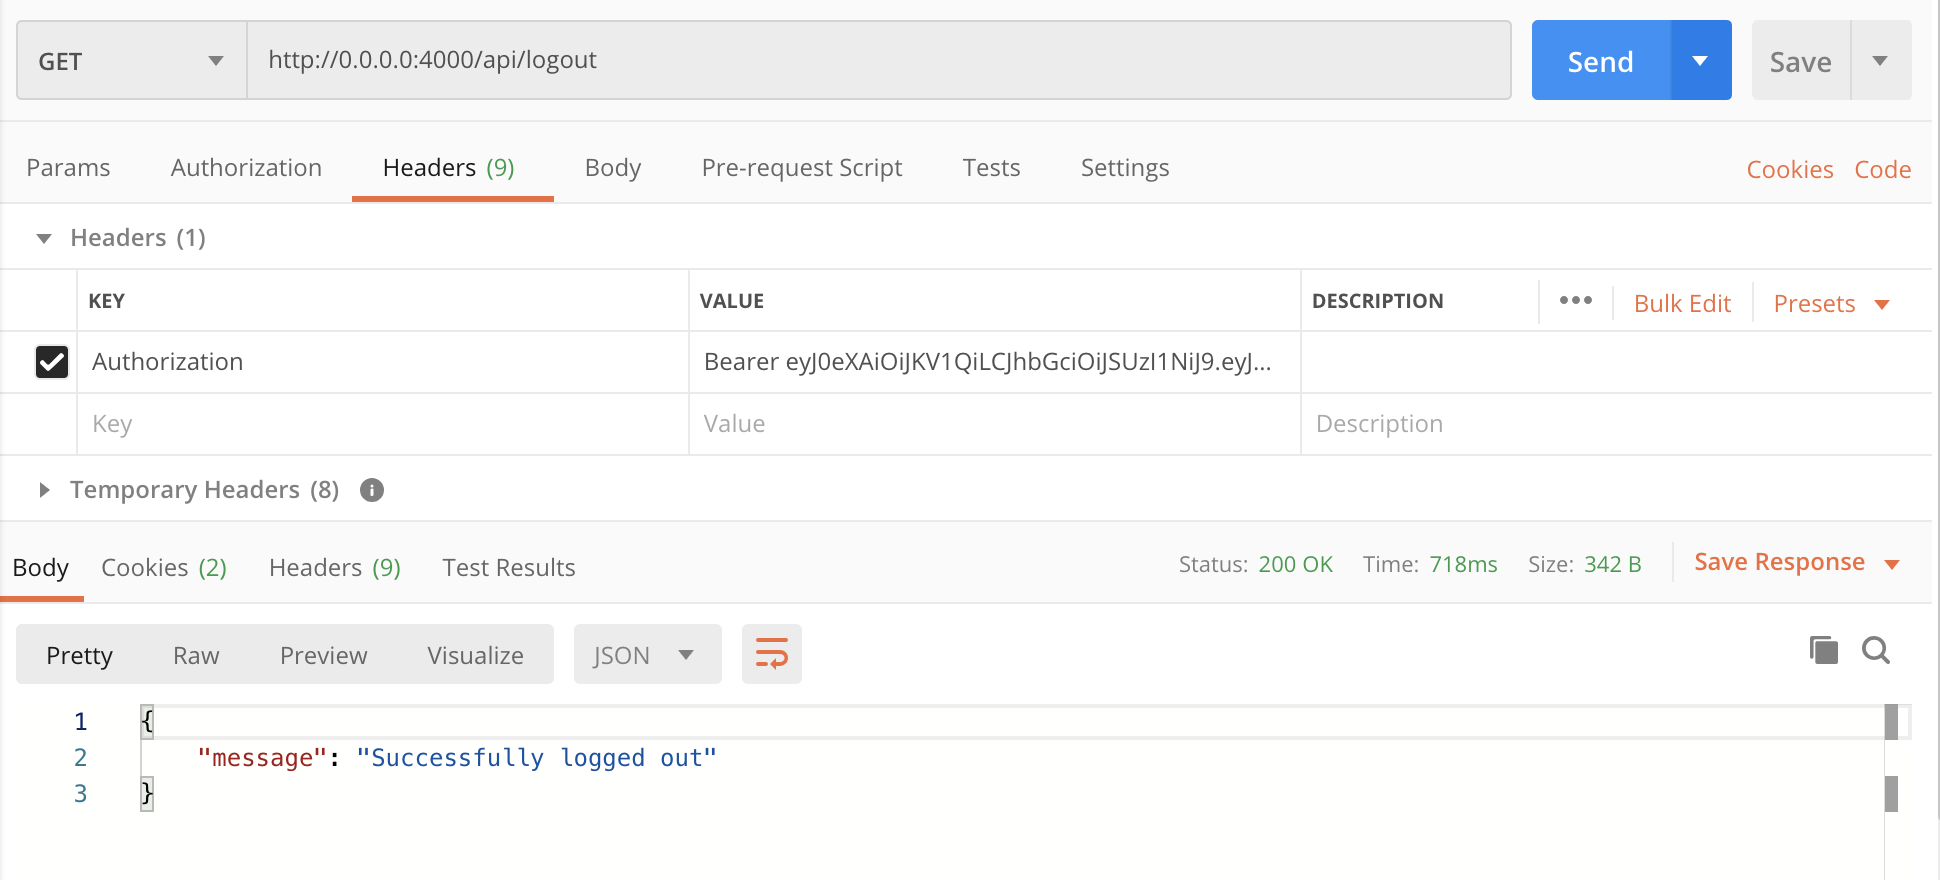 GET http://0.0.0.0:4000/api/logout Send Save
Params Authorization Headers (9) Body Pre-request Script Tests Settings Cookies Code
Headers (1)
KEY VALUE DESCRIPTION ••• Bulk Edit Presets
Authorization Bearer eyJ0eXAiOiJKV1QiLCJhbGciOiJSUzI1NiJ9.eyJ...
Key Value Description
Temporary Headers (8)
Body Cookies (2) Headers (9) Test Results Status: 200 OK Time: 718ms Size: 342 B Save Response
Pretty Raw Preview Visualize JSON
1 {
2 "message": "Successfully logged out"
3 }